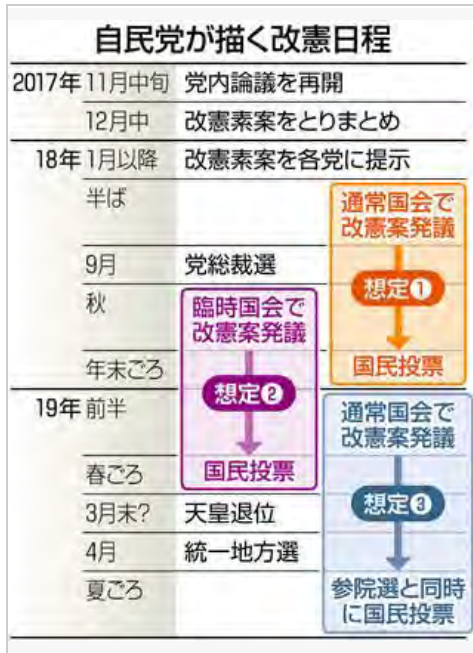 自民党が描く改憲日程
2017年 11月中旬 党内論議を再開
12月中 改憲素案をとりまとめ
18年 1月以降 改憲素案を各党に提示
半ば
通常国会で
改憲案発議
9月 党総裁選
想定❶
秋
臨時国会で
改憲案発議
年末ごろ
国民投票
想定❷
19年 前半
通常国会で
改憲案発議
春ごろ
国民投票
3月末? 天皇退位
想定❸
4月 統一地方選
夏ごろ
参院選と同時
に国民投票